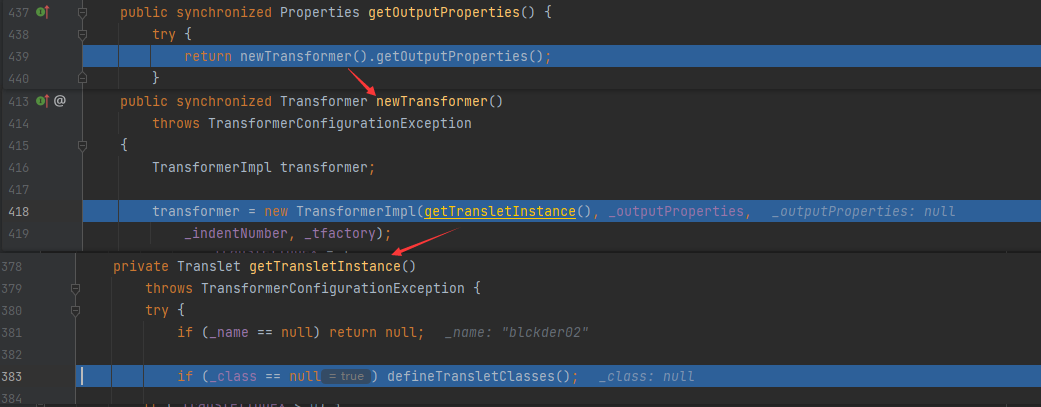 437 public synchronized Properties getOutputProperties() {
438 try {
439 return newTransformer().getOutputProperties();
440 }
413 @ public synchronized Transformer newTransformer()
414 throws TransformerConfigurationException
415 {
416 TransformerImpl transformer;
417
418 transformer = new TransformerImpl(getTransletInstance(), _outputProperties, _outputProperties: null
419 _indentNumber, _tfactory);
378 private Translet getTransletInstance()
379 throws TransformerConfigurationException {
380 try {
381 if (_name == null) return null; _name: "blckder02"
382
383 if (_class == null = true ) defineTransletClasses(); _class: null
384